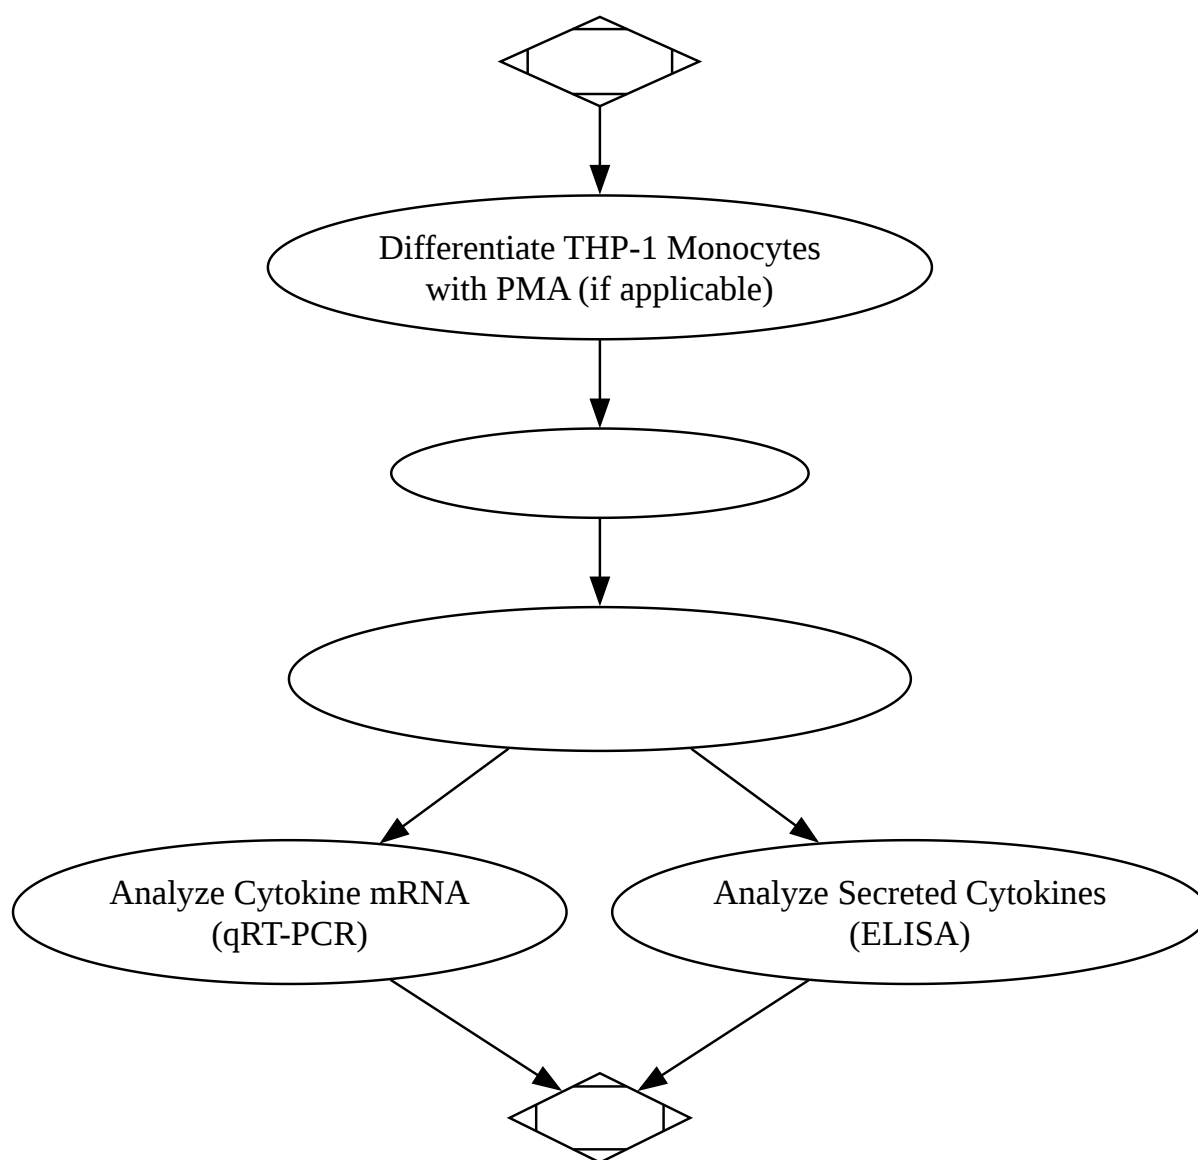 Differentiate THP-1 Monocytes
with PMA (if applicable)
Analyze Cytokine mRNA
(qRT-PCR)
Analyze Secreted Cytokines
(ELISA)